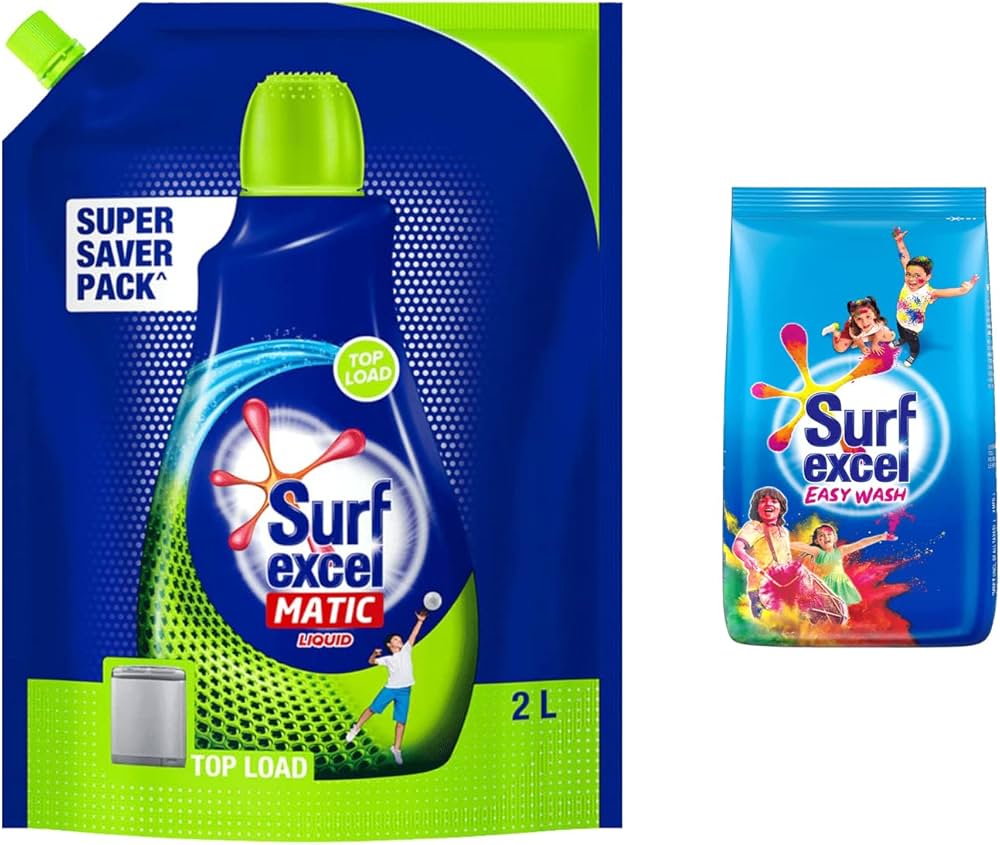 SUPER
SAVER
PACK^
TOP
LOAD
Surf
excel
MATIC
LIQUID
2 L
TOP LOAD
Surf
excel
EASY WASH